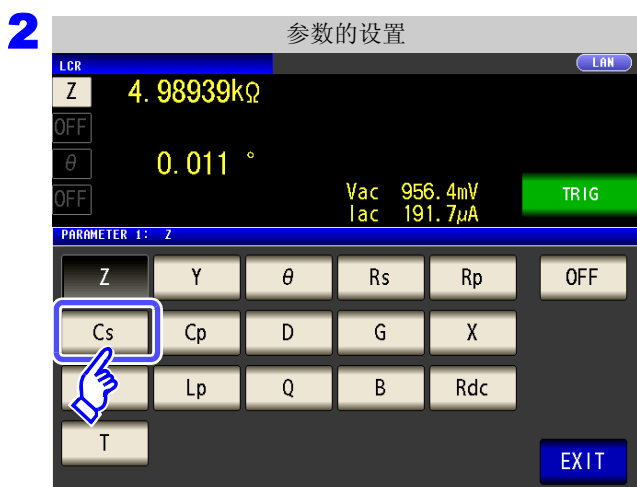 2
参数的设置
LCR
LAN
Z 4.98939kΩ
OFF
θ 0.011 °
OFF
Vac 956.4mV
Iac 191.7μA
TRIG
PARAMETER 1: Z
Z Y θ Rs Rp OFF
Cs Cp D G X
Lp Q B Rdc
T
EXIT